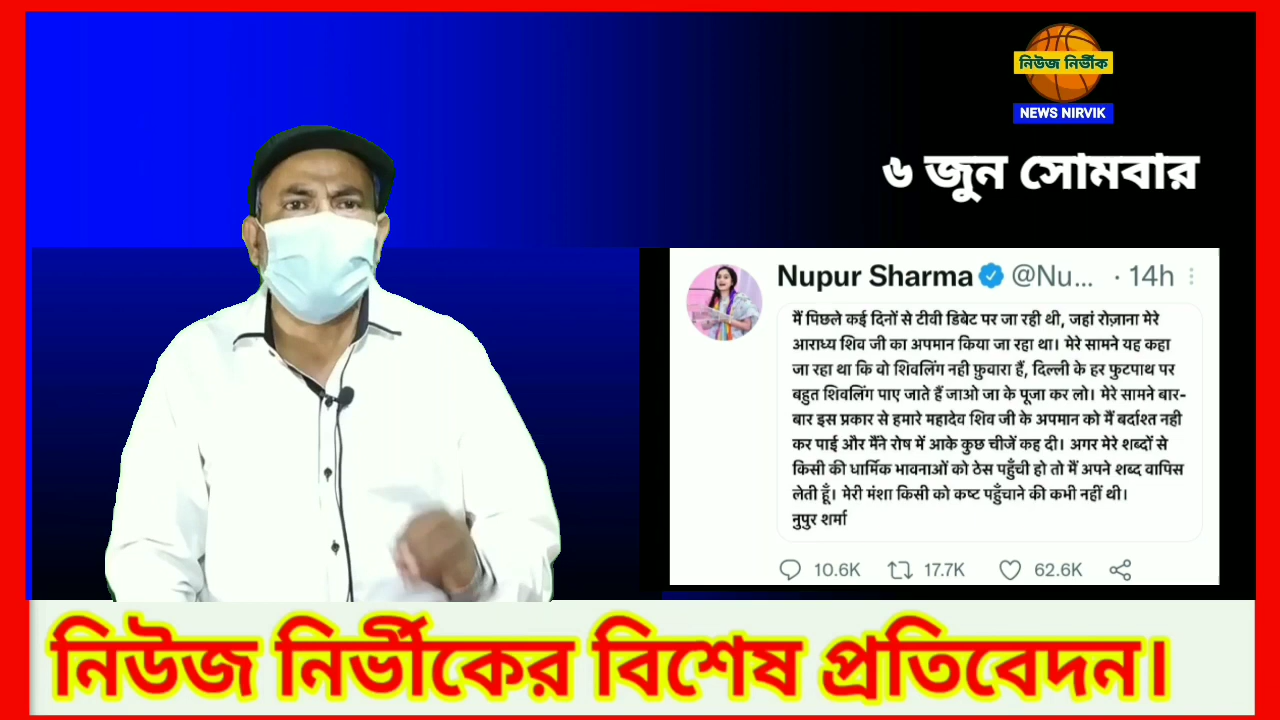 নিউজ নির্ভীক
NEWS NIRVIK
৬ জুন সোমবার
Nupur Sharma @Nu... · 14h
मैं पिछले कई दिनों से टीवी डिबेट पर जा रही थी, जहां रोज़ाना मेरे
आराध्य शिव जी का अपमान किया जा रहा था। मेरे सामने यह कहा
जा रहा था कि वो शिवलिंग नही फ़ुवारा हैं, दिल्ली के हर फुटपाथ पर
बहुत शिवलिंग पाए जाते हैं जाओ जा के पूजा कर लो। मेरे सामने बार-
बार इस प्रकार से हमारे महादेव शिव जी के अपमान को मैं बर्दाश्त नही
कर पाई और मैंने रोष में आके कुछ चीजें कह दी। अगर मेरे शब्दों से
किसी की धार्मिक भावनाओं को ठेस पहुँची हो तो मैं अपने शब्द वापिस
लेती हूँ। मेरी मंशा किसी को कष्ट पहुँचाने की कभी नहीं थी।
नुपुर शर्मा
10.6K 17.7K 62.6K
নিউজ নির্ভীকের বিশেষ প্রতিবেদন।